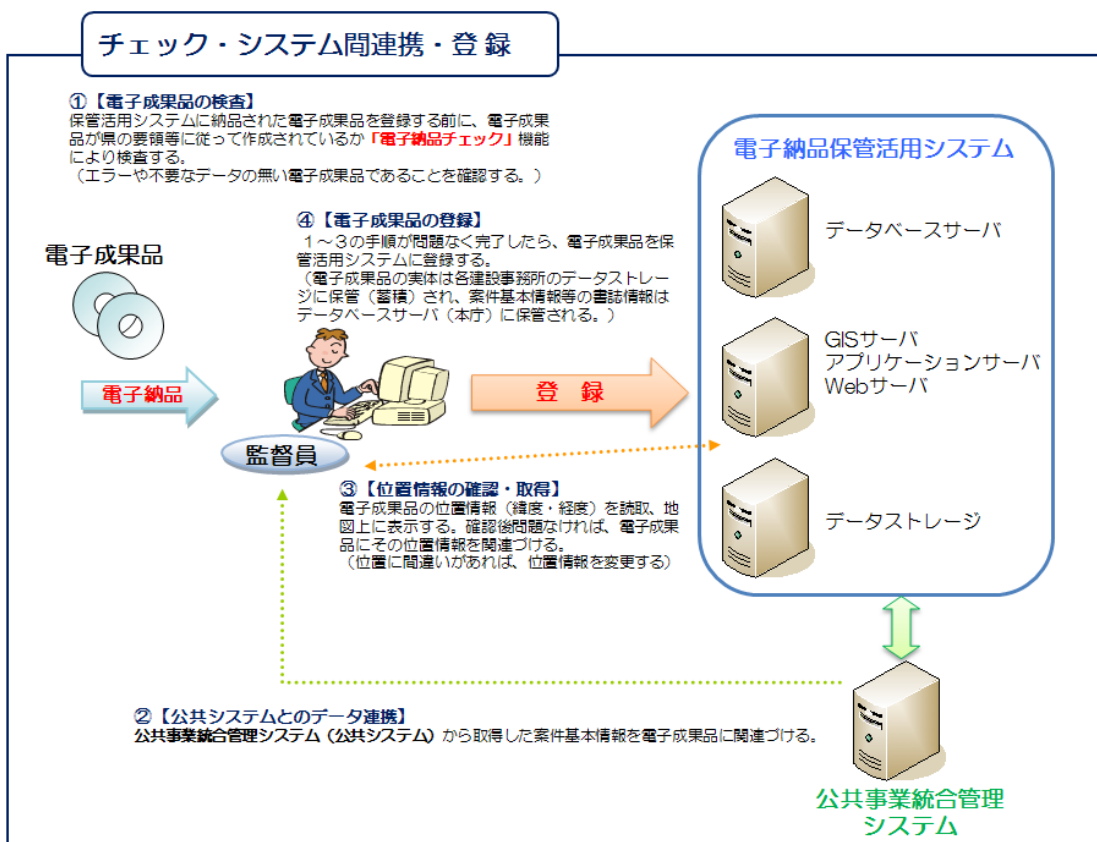 チェック・システム間連携・登録
①【電子成果品の検査】
保管活用システムに納品された電子成果品を登録する前に、電子成果
品が県の要領等に従って作成されているか「電子納品チェック」機能
により検査する。
（エラーや不要なデータの無い電子成果品であることを確認する。）
電子成果品
電子納品
④【電子成果品の登録】
１～３の手順が問題なく完了したら、電子成果品を保
管活用システムに登録する。
（電子成果品の実体は各建設事務所のデータストレー
ジに保管（蓄積）され、案件基本情報等の書誌情報は
データベースサーバ（本庁）に保管される。）
監督員
登　録
電子納品保管活用システム
データベースサーバ
GISサーバ
アプリケーションサーバ
Webサーバ
データストレージ
③【位置情報の確認・取得】
電子成果品の位置情報（緯度・経度）を読取、地
図上に表示する。確認後問題なければ、電子成果
品にその位置情報を関連づける。
（位置に間違いがあれば、位置情報を変更する）
②【公共システムとのデータ連携】
公共事業統合管理システム（公共システム）から取得した案件基本情報を電子成果品に関連づける。
公共事業統合管理
システム